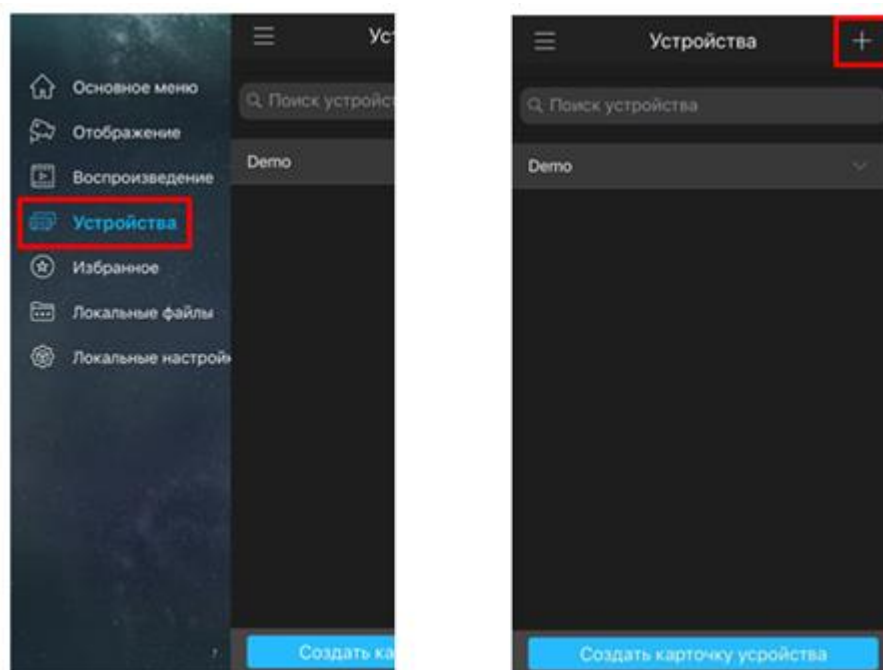 Основное меню
Отображение
Воспроизведение
Устройства
Избранное
Локальные файлы
Локальные настрой
Ус
Поиск устройс
Demo
Создать ка
Устройства
Поиск устройства
Demo
Создать карточку усройства